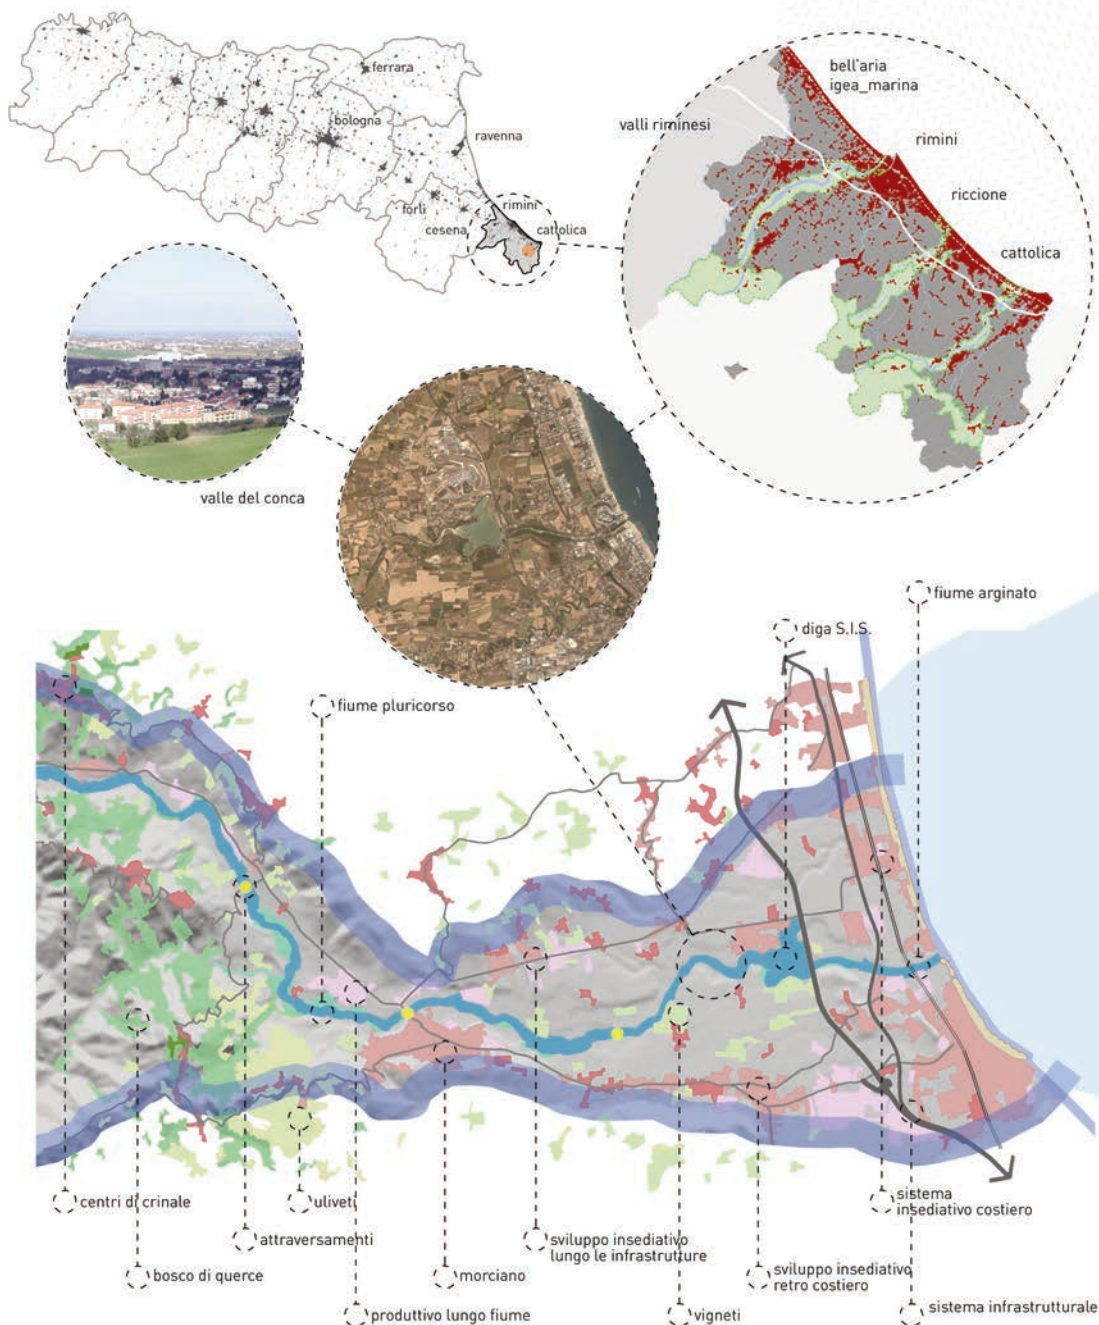 ferrara
bologna
ravenna
forlì
rimini
cesena
cattolica
bell'aria
igea_marina
valli riminesi
rimini
riccione
cattolica
valle del conca
fiume arginato
diga S.I.S.
fiume pluricorso
centri di crinale
uliveti
sistema
insediativo costiero
attraversamenti
sviluppo insediativo
lungo le infrastrutture
bosco di querce
morciano
sviluppo insediativo
retro costiero
produttivo lungo fiume
vigneti
sistema infrastrutturale